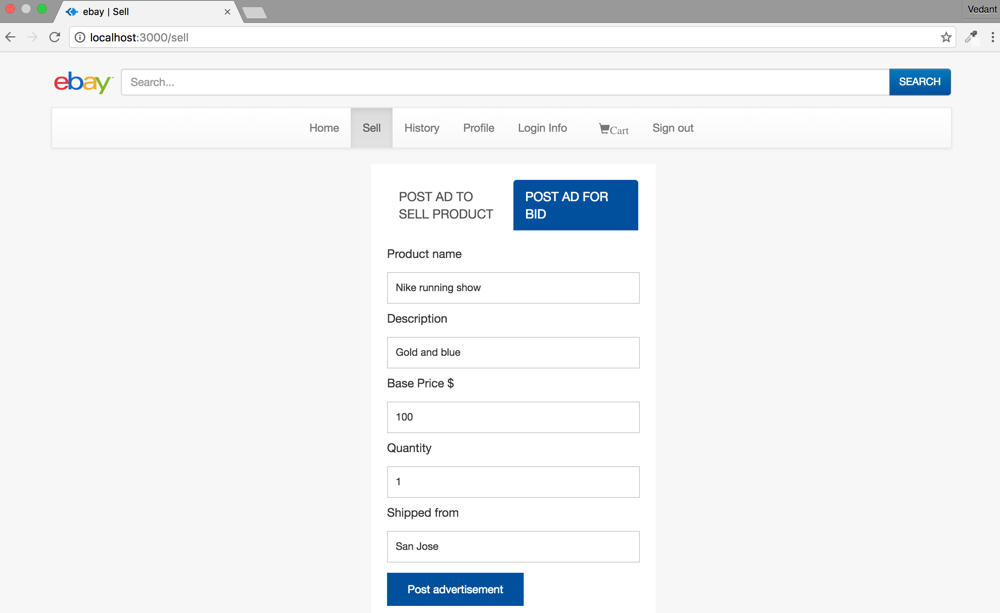 ebay | Sell
Vedant
localhost:3000/sell
ebay™
Search...
SEARCH
Home
Sell
History
Profile
Login Info
Cart
Sign out
POST AD TO
SELL PRODUCT
POST AD FOR
BID
Product name
Nike running show
Description
Gold and blue
Base Price $
100
Quantity
1
Shipped from
San Jose
Post advertisement